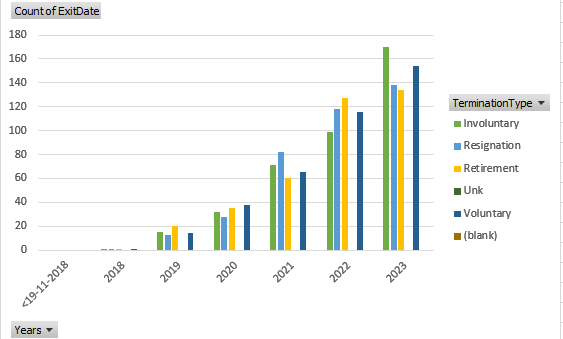 Count of ExitDate
180
160
140
120
100
80
60
40
20
0
<19-11-2018
2018
2019
2020
2021
2022
2023
TerminationType
Involuntary
Resignation
Retirement
Unk
Voluntary
(blank)
Years